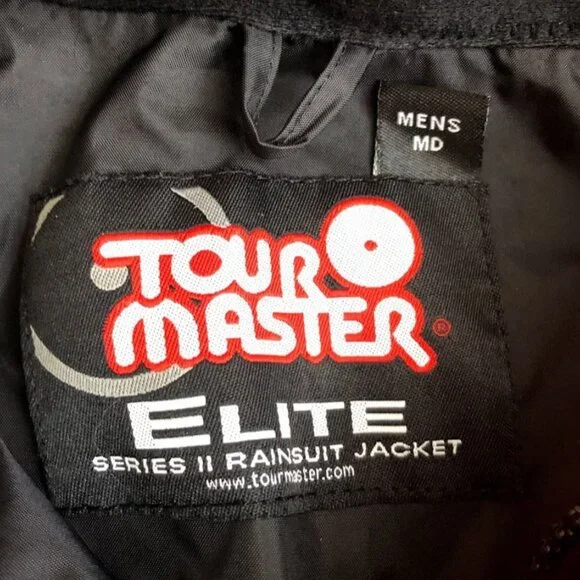 MENS
MD
TOUR
MASTER®
ELITE
SERIES II RAINSUIT JACKET
www.tourmaster.com